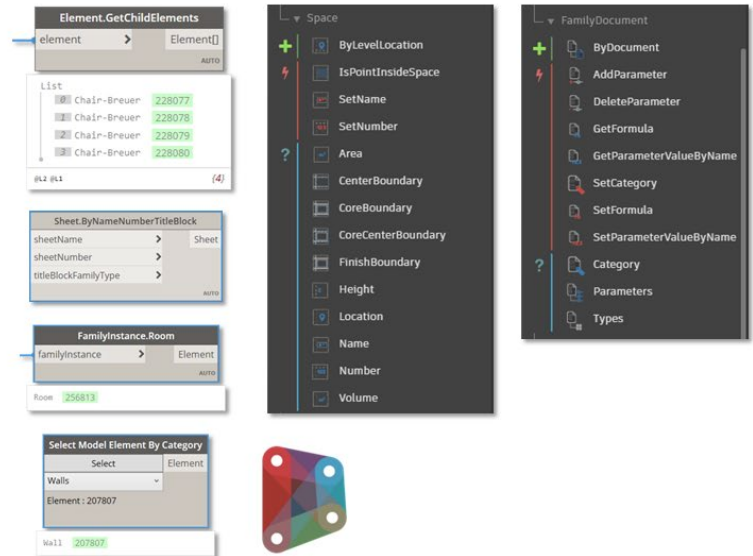 Element.GetChildElements
element > Element[]
AUTO
List
0 Chair-Breuer 228077
1 Chair-Breuer 228078
2 Chair-Breuer 228079
3 Chair-Breuer 228080
@L2 @L1 {4}
Sheet.ByNameNumberTitleBlock
sheetName > Sheet
sheetNumber >
titleBlockFamilyType >
AUTO
FamilyInstance.Room
familyInstance > Element
AUTO
Room 256813
Select Model Element By Category
Select Element
Walls
Element : 207807
Wall 207807
Space
ByLevelLocation
IsPointInsideSpace
SetName
SetNumber
? Area
CenterBoundary
CoreBoundary
CoreCenterBoundary
FinishBoundary
Height
Location
Name
Number
Volume
FamilyDocument
ByDocument
AddParameter
DeleteParameter
GetFormula
GetParameterValueByName
SetCategory
SetFormula
SetParameterValueByName
? Category
Parameters
Types